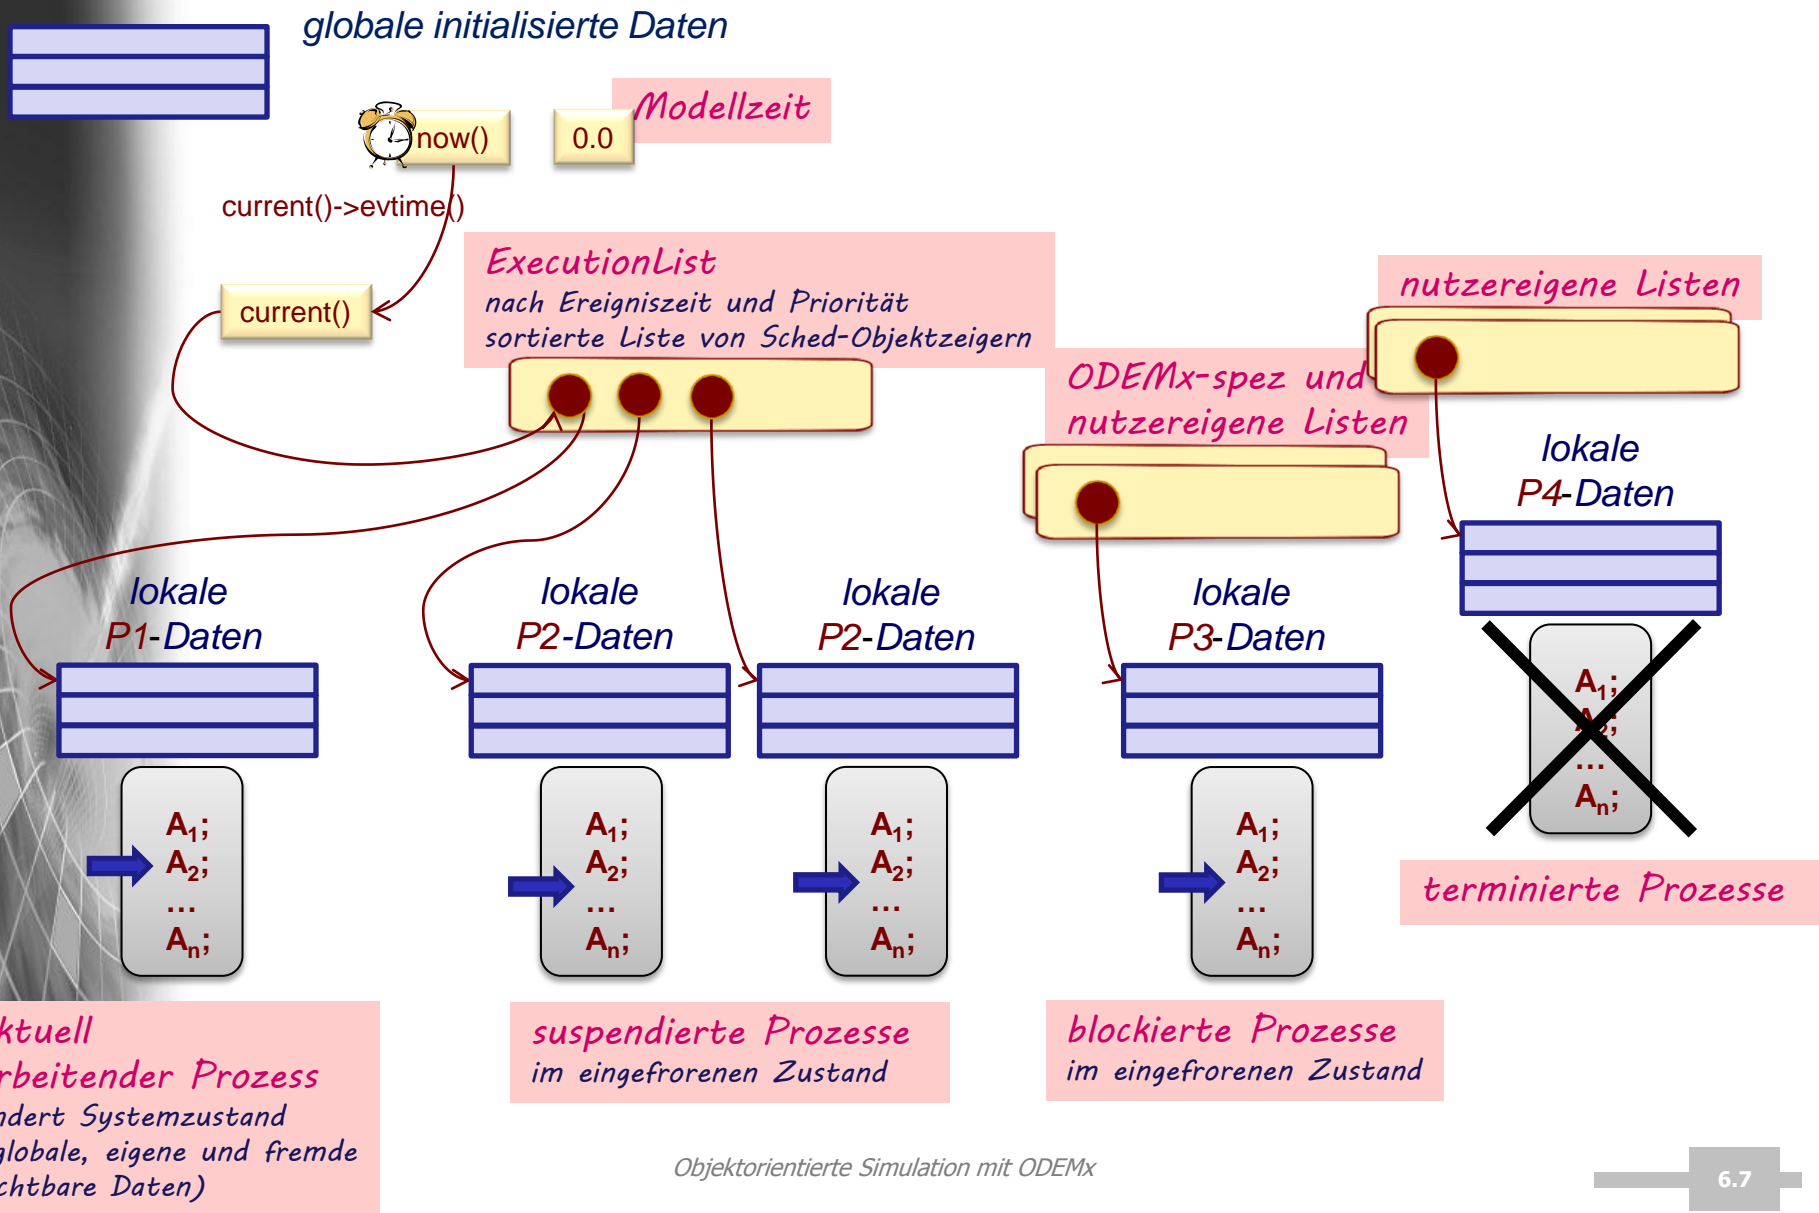 globale initialisierte Daten
Modellzeit
now()
0.0
current()->evtime()
current()
ExecutionList
nach Ereigniszeit und Priorität
sortierte Liste von Sched-Objektzeigern
nutzereigene Listen
ODEMx-spez und
nutzereigene Listen
lokale
P4-Daten
lokale
P1-Daten
lokale
P2-Daten
lokale
P2-Daten
lokale
P3-Daten
A1;
A2;
...
An;
A1;
A2;
...
An;
A1;
A2;
...
An;
A1;
A2;
...
An;
A1;
A2;
...
An;
terminierte Prozesse
ktuell
rbeitender Prozess
ndert Systemzustand
globale, eigene und fremde
chtbare Daten)
suspendierte Prozesse
im eingefrorenen Zustand
blockierte Prozesse
im eingefrorenen Zustand
Objektorientierte Simulation mit ODEMx
6.7